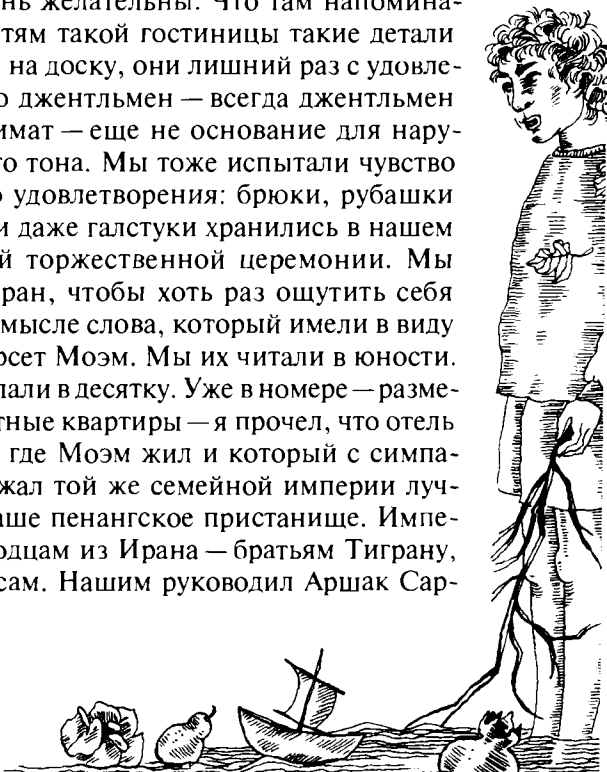 нь желательны. Что там напомина-
тям такой гостиницы такие детали
на доску, они лишний раз с удовле-
о джентльмен — всегда джентльмен
имат — еще не основание для нару-
го тона. Мы тоже испытали чувство
о удовлетворения: брюки, рубашки
и даже галстуки хранились в нашем
й торжественной церемонии. Мы
ран, чтобы хоть раз ощутить себя
мысле слова, который имели в виду
рсет Моэм. Мы их читали в юности.
пали в десятку. Уже в номере — разме-
тные квартиры — я прочел, что отель
где Моэм жил и который с симпа-
жал той же семейной империи луч-
аше пенангское пристанище. Импе-
одцам из Ирана — братьям Тиграну,
сам. Нашим руководил Аршак Сар-